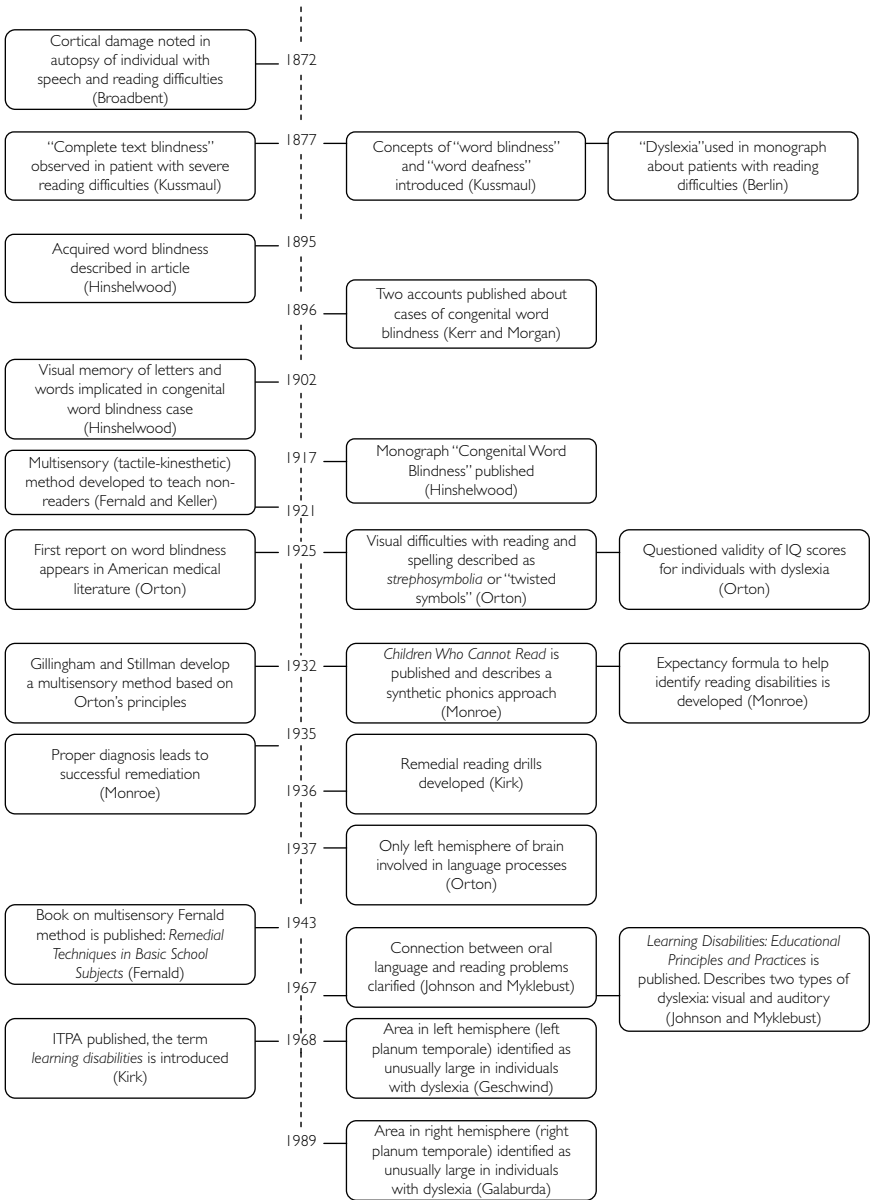 Cortical damage noted in
autopsy of individual with
speech and reading difficulties
(Broadbent)
1872
"Complete text blindness"
observed in patient with severe
reading difficulties (Kussmaul)
1877
Concepts of "word blindness"
and "word deafness"
introduced (Kussmaul)
"Dyslexia" used in monograph
about patients with reading
difficulties (Berlin)
Acquired word blindness
described in article
(Hinshelwood)
1895
1896
Two accounts published about
cases of congenital word
blindness (Kerr and Morgan)
Visual memory of letters and
words implicated in congenital
word blindness case
(Hinshelwood)
1902
1917
Monograph "Congenital Word
Blindness" published
(Hinshelwood)
Multisensory (tactile-kinesthetic)
method developed to teach non-
readers (Fernald and Keller)
1921
First report on word blindness
appears in American medical
literature (Orton)
1925
Visual difficulties with reading and
spelling described as
strephosymbolia or "twisted
symbols" (Orton)
Questioned validity of IQ scores
for individuals with dyslexia
(Orton)
Gillingham and Stillman develop
a multisensory method based on
Orton's principles
1932
Children Who Cannot Read is
published and describes a
synthetic phonics approach
(Monroe)
Expectancy formula to help
identify reading disabilities is
developed (Monroe)
1935
Proper diagnosis leads to
successful remediation
(Monroe)
1936
Remedial reading drills
developed (Kirk)
1937
Only left hemisphere of brain
involved in language processes
(Orton)
Book on multisensory Fernald
method is published: Remedial
Techniques in Basic School
Subjects (Fernald)
1943
1967
Connection between oral
language and reading problems
clarified (Johnson and Myklebust)
Learning Disabilities: Educational
Principles and Practices is
published. Describes two types of
dyslexia: visual and auditory
(Johnson and Myklebust)
ITPA published, the term
learning disabilities is introduced
(Kirk)
1968
Area in left hemisphere (left
planum temporale) identified as
unusually large in individuals
with dyslexia (Geschwind)
1989
Area in right hemisphere (right
planum temporale) identified as
unusually large in individuals
with dyslexia (Galaburda)